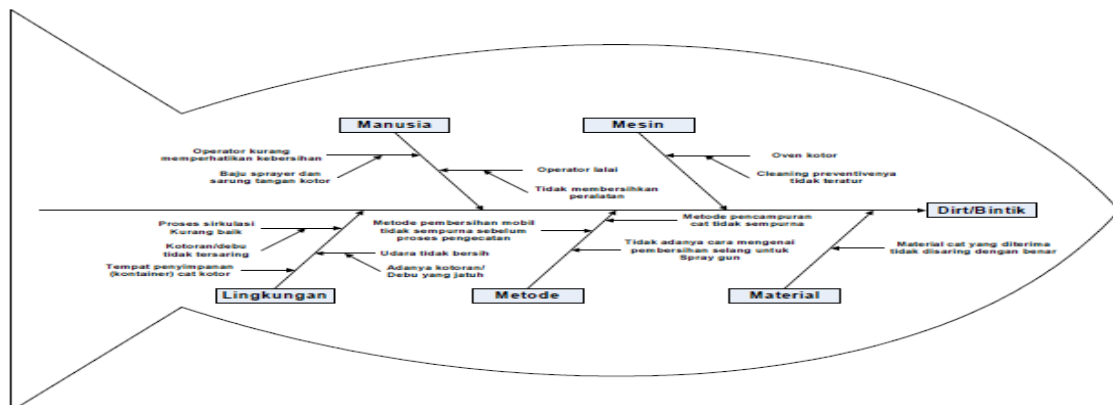 Manusia
Mesin
Operator kurang
memperhatikan kebersihan
Baju sprayer dan
sarung tangan kotor
Operator lalai
Tidak membersihkan
peralatan
Oven kotor
Cleaning preventivenya
tidak teratur
Dirt/Bintik
Proses sirkulasi
Kurang baik
Kotoran/debu
tidak tersaring
Tempat penyimpanan
(kontainer) cat kotor
Udara tidak bersih
Adanya kotoran/
Debu yang jatuh
Metode pembersihan mobil
tidak sempurna sebelum
proses pengecatan
Metode pencampuran
cat tidak sempurna
Tidak adanya cara mengenai
pembersihan selang untuk
Spray gun
Material cat yang diterima
tidak disaring dengan benar
Lingkungan
Metode
Material